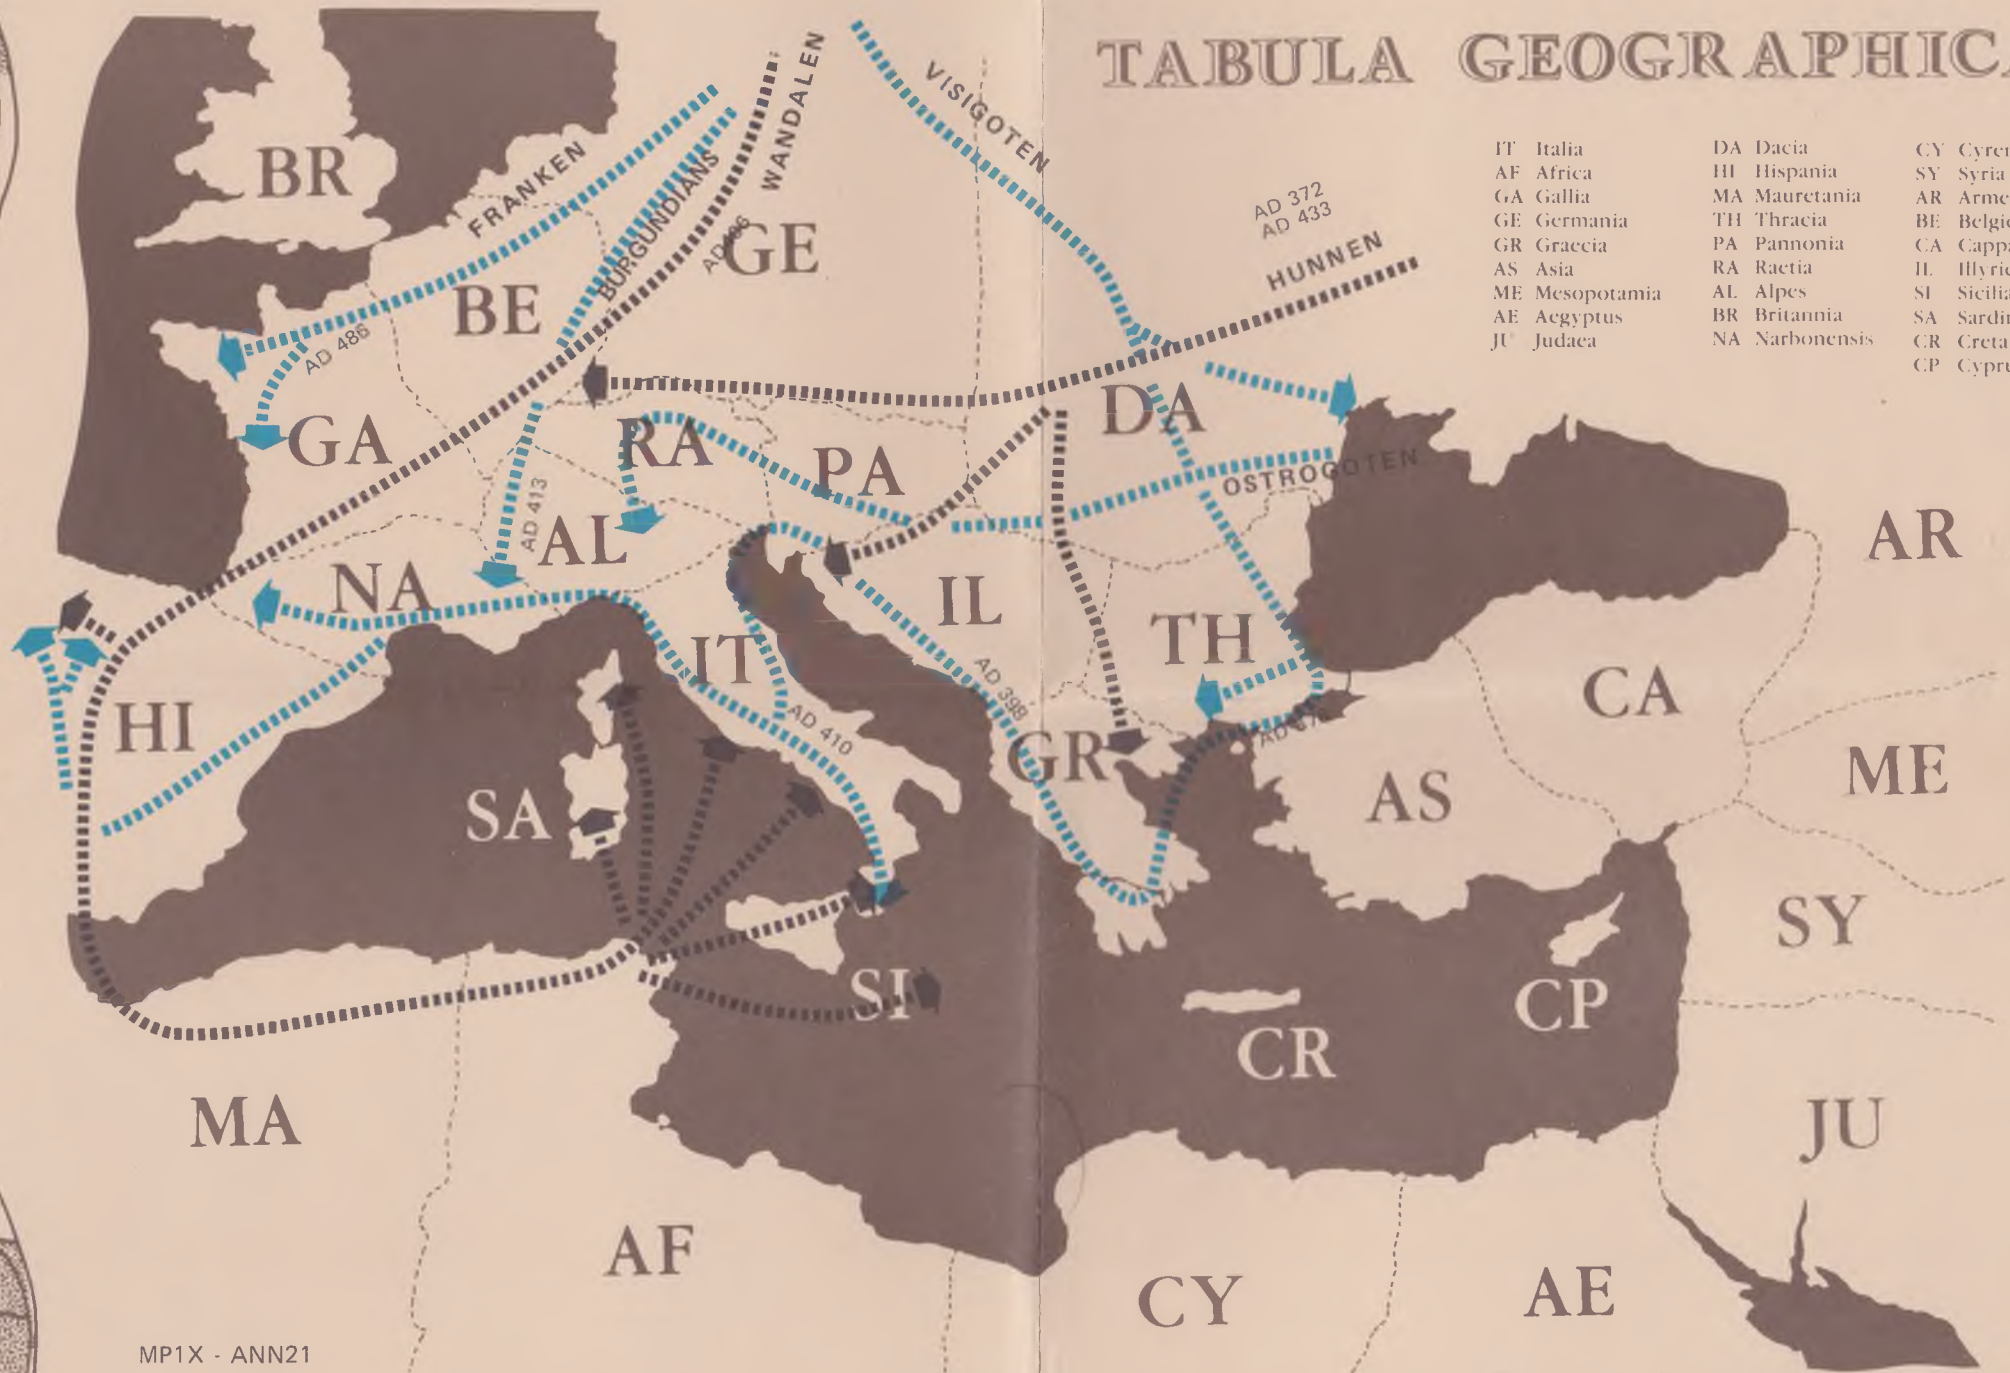 TABULA GEOGRAPHICA
IT Italia
AF Africa
GA Gallia
GE Germania
GR Graecia
AS Asia
ME Mesopotamia
AE Aegyptus
JU Judaea
DA Dacia
HI Hispania
MA Mauretania
TH Thracia
PA Pannonia
RA Raetia
AL Alpes
BR Britannia
NA Narbonensis
CY
SY Syria
AR
BE
CA
IL
SI
SA
CR Creta
CP
VISIGOTEN
WANDALEN
FRANKEN
BURGUNDIANS
AD 372
AD 433
HUNNEN
OSTROGOTEN
AD 486
AD 413
AD 398
AD 410
BR
GE
BE
GA
RA
PA
DA
AL
NA
IL
IT
TH
HI
GR
SA
SI
AR
CA
ME
AS
SY
CP
CR
MA
JU
AF
CY
AE
MP1X - ANN21